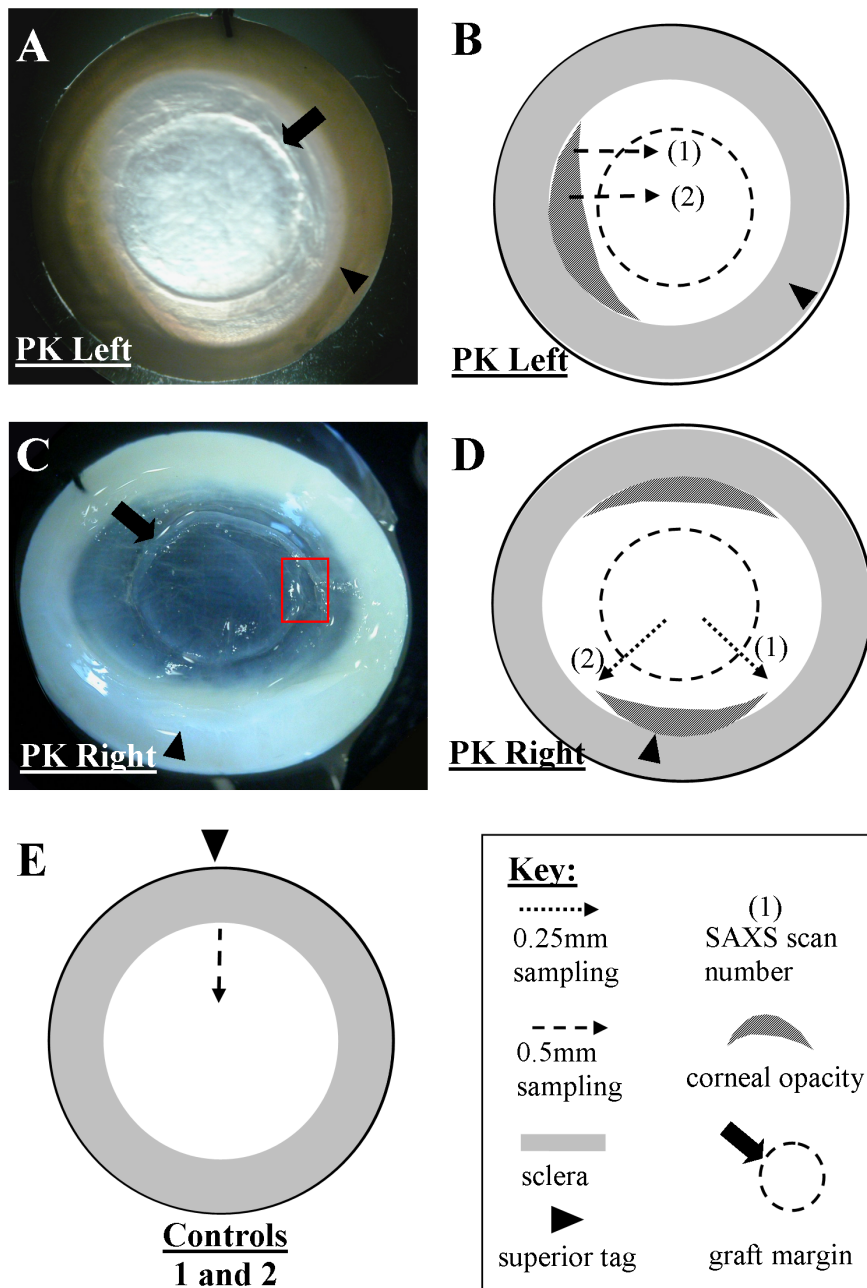 A
PK Left
B
(1)
(2)
PK Left
C
PK Right
D
(2)
(1)
PK Right
E
Controls
1 and 2
Key:
0.25mm
sampling
(1)
SAXS scan
number
0.5mm
sampling
corneal opacity
sclera
superior tag
graft margin